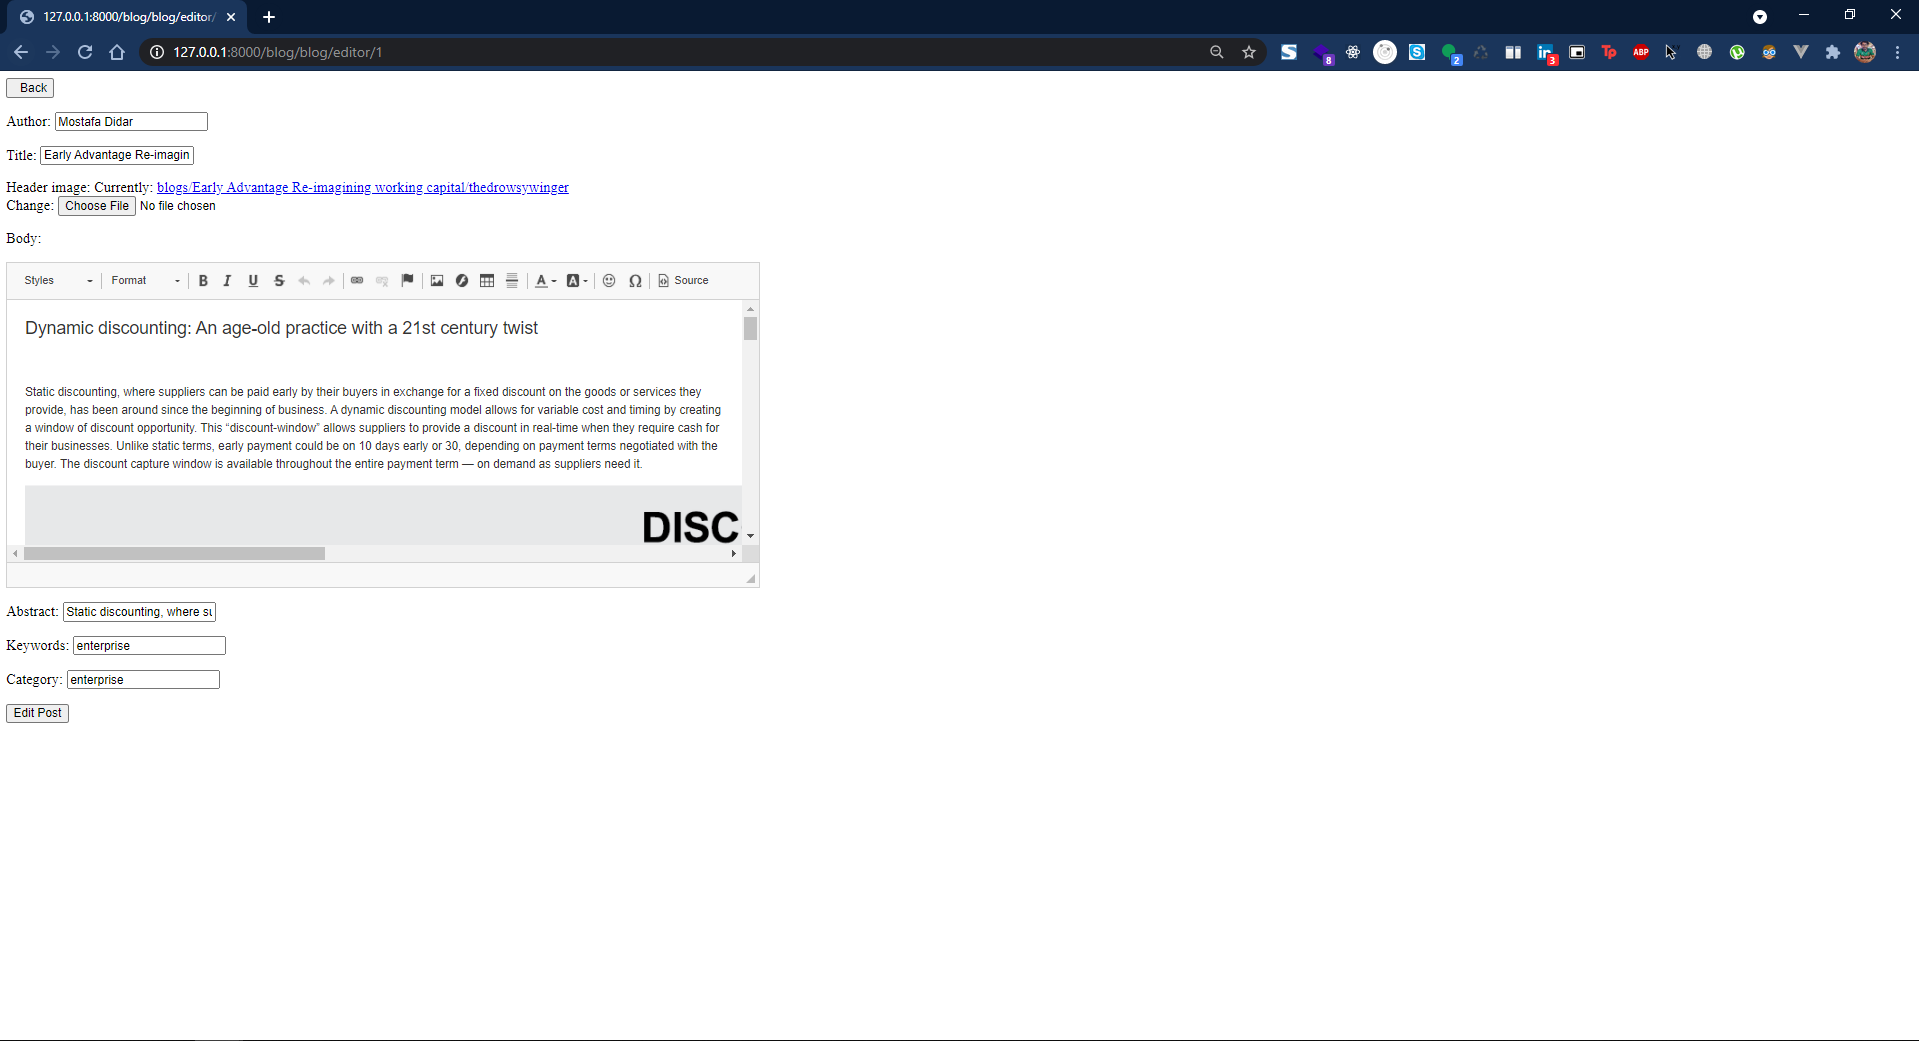 127.0.0.1:8000/blog/blog/editor/
127.0.0.1:8000/blog/blog/editor/1
8
2
in 3
Tp
ABP
Back
Author: Mostafa Didar
Title: Early Advantage Re-imagin
Header image: Currently: blogs/Early Advantage Re-imagining working capital/thedrowsywinger
Change: Choose File No file chosen
Body:
Styles Format B I U S A A Ω Source
Dynamic discounting: An age-old practice with a 21st century twist
Static discounting, where suppliers can be paid early by their buyers in exchange for a fixed discount on the goods or services they
provide, has been around since the beginning of business. A dynamic discounting model allows for variable cost and timing by creating
a window of discount opportunity. This “discount-window” allows suppliers to provide a discount in real-time when they require cash for
their businesses. Unlike static terms, early payment could be on 10 days early or 30, depending on payment terms negotiated with the
buyer. The discount capture window is available throughout the entire payment term — on demand as suppliers need it.
DISC
Abstract: Static discounting, where su
Keywords: enterprise
Category: enterprise
Edit Post